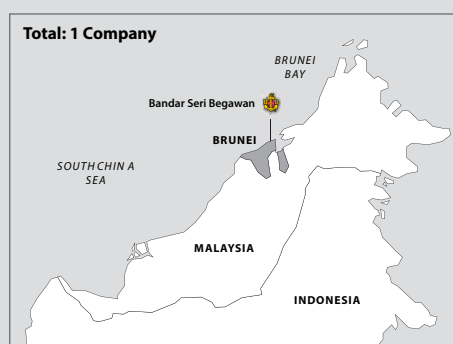 Total: 1 Company
BRUNEI
BAY
Bandar Seri Begawan
BRUNEI
SOUTH CHIN A
SEA
MALAYSIA
INDONESIA